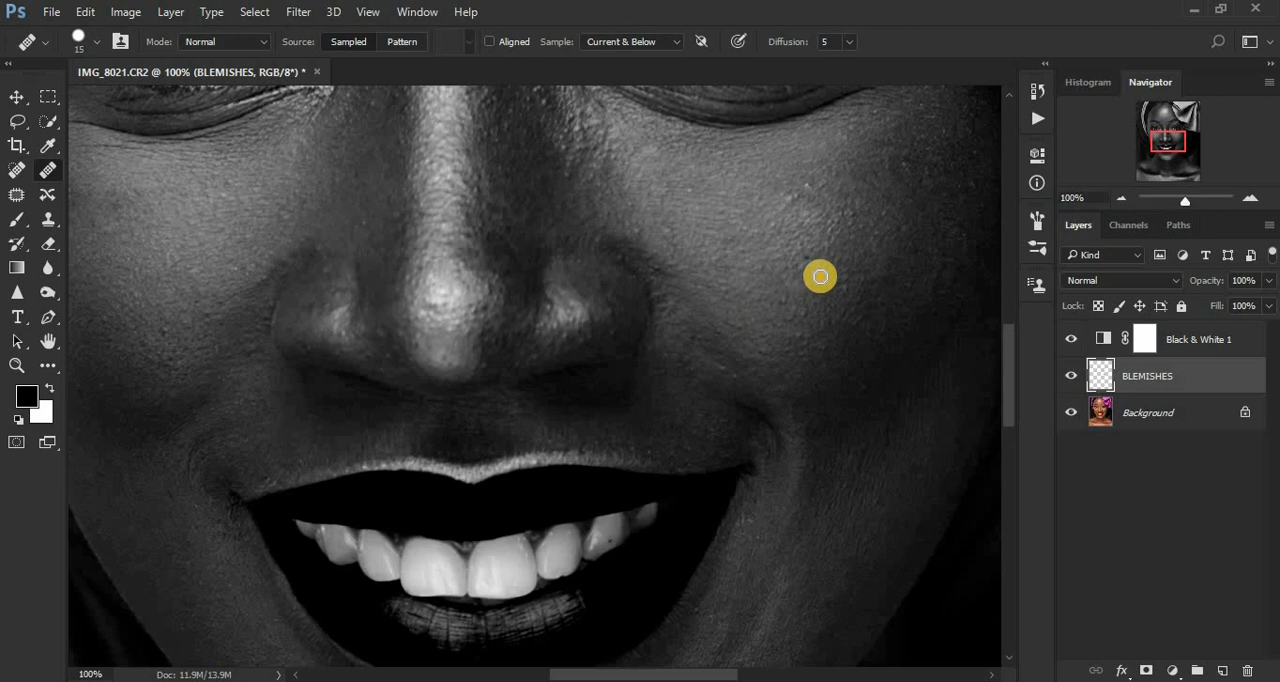 Ps File Edit Image Layer Type Select Filter 3D View Window Help
15 Mode: Normal Source: Sampled Pattern Aligned Sample: Current & Below Diffusion: 5
IMG_8021.CR2 @ 100% (BLEMISHES, RGB/8*) * ×
Histogram Navigator
100%
Layers Channels Paths
Kind
Normal Opacity: 100%
Lock: Fill: 100%
Black & White 1
BLEMISHES
Background
100% Doc: 11.9M/13.9M